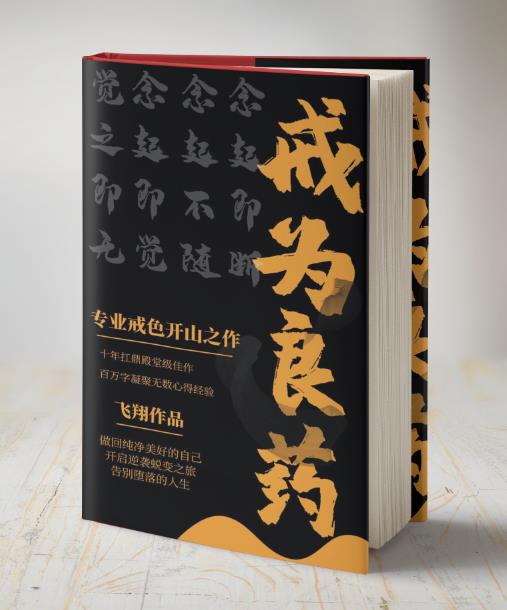 戒为良药
念起即断
念起不随
念起即觉
觉之即无
专业戒色开山之作
十年扛鼎殿堂级佳作
百万字凝聚无数心得经验
飞翔作品
做回纯净美好的自己
开启逆袭蜕变之旅
告别堕落的人生